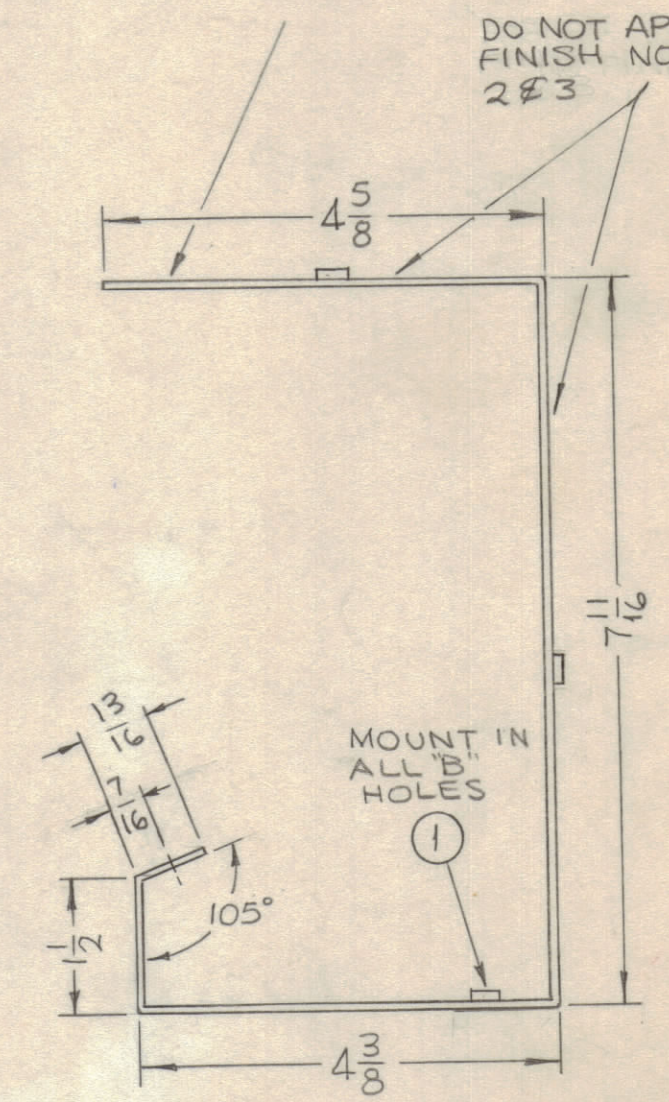 DO NOT AP
FINISH NO
2 & 3
4 5/8
7 11/16
13/16
7/16
MOUNT IN
ALL "B"
HOLES
1
105°
1 1/2
4 3/8